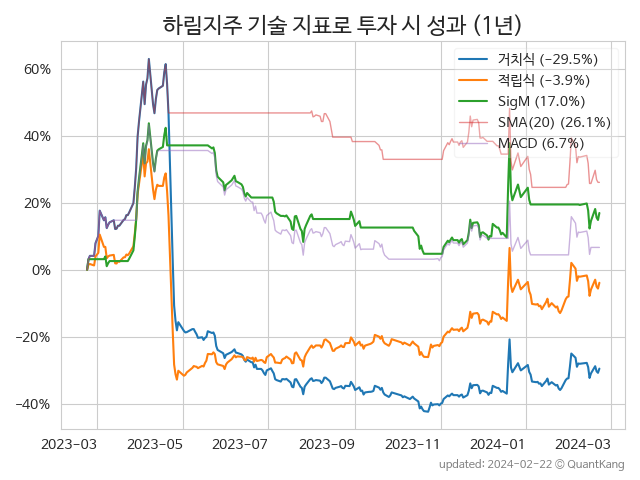 하림지주 기술 지표로 투자 시 성과 (1년)
거치식 (-29.5%)
적립식 (-3.9%)
SigM (17.0%)
SMA(20) (26.1%)
MACD (6.7%)
60%
40%
20%
0%
-20%
-40%
2023-03
2023-05
2023-07
2023-09
2023-11
2024-01
2024-03
updated: 2024-02-22 © QuantKang